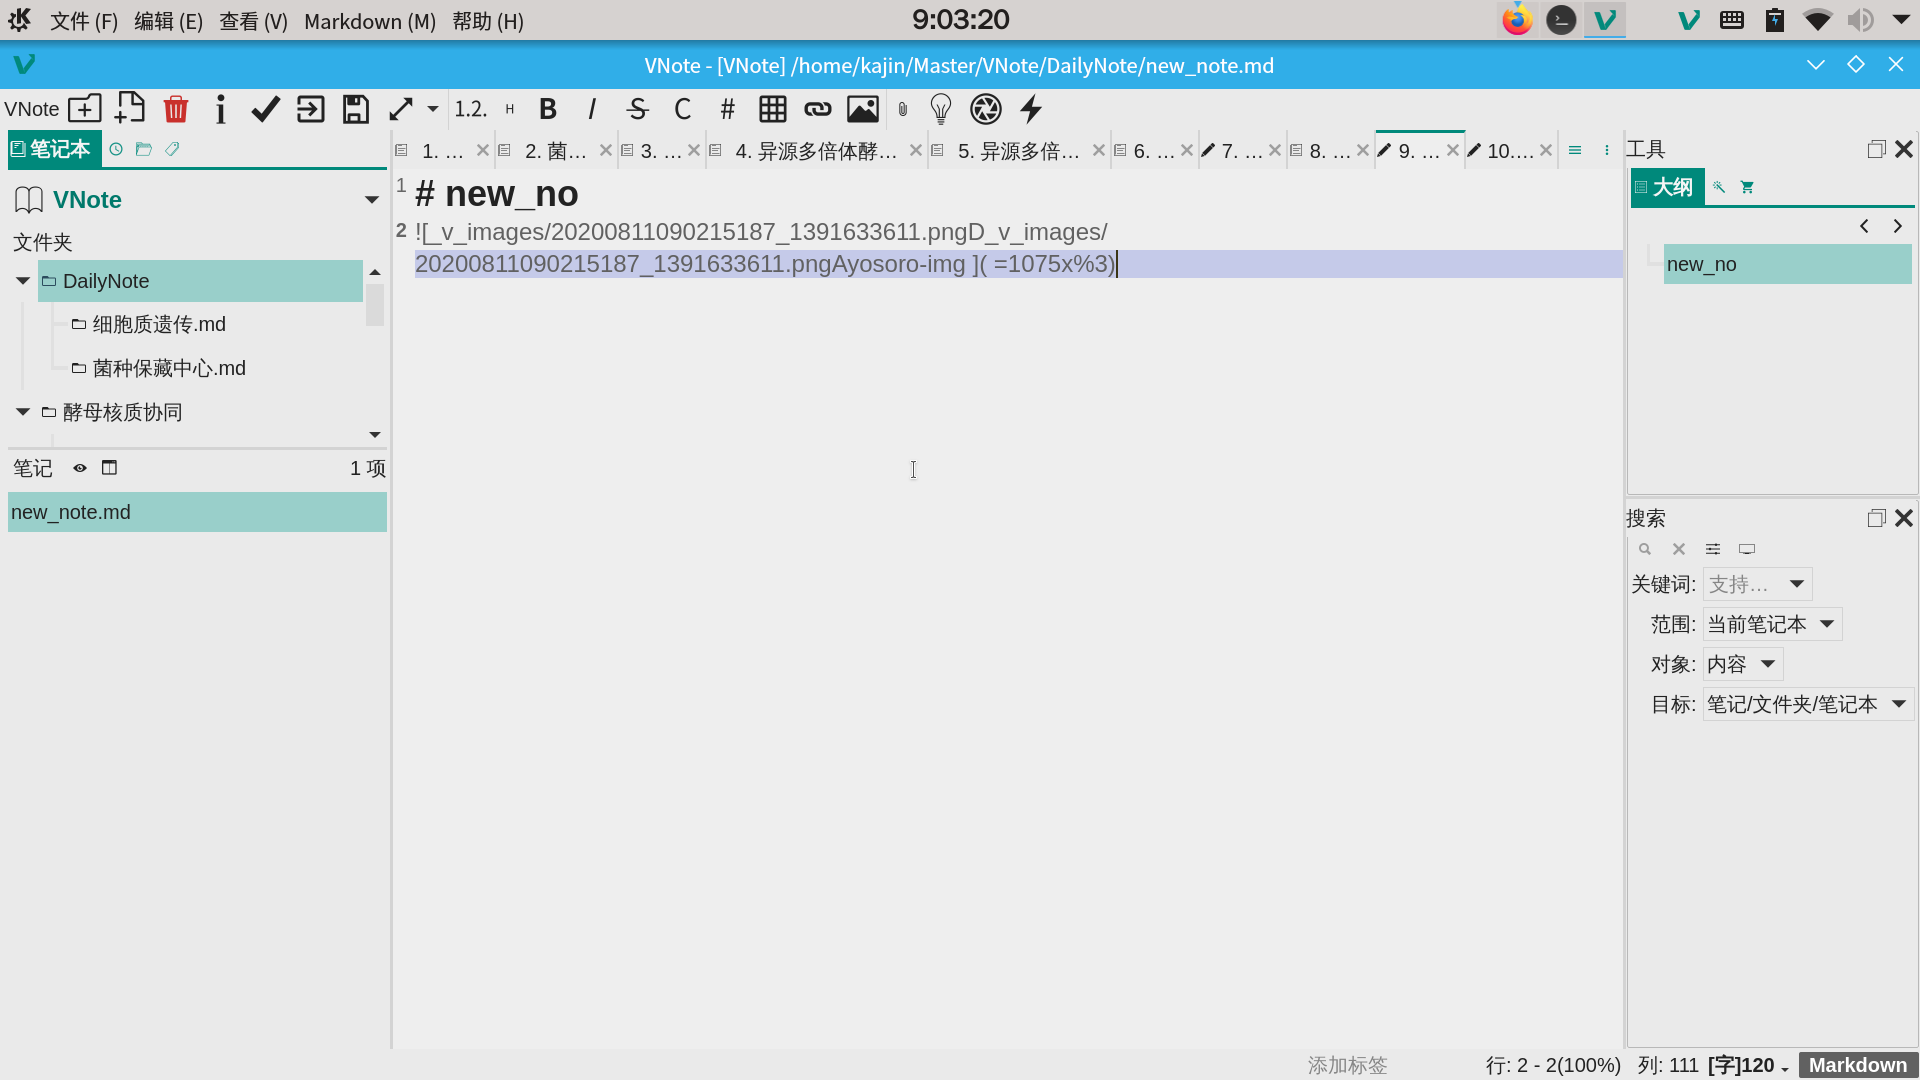 文件 (F) 编辑 (E) 查看 (V) Markdown (M) 帮助 (H) 9:03:20
VNote - [VNote] /home/kajin/Master/VNote/DailyNote/new_note.md
VNote 1.2. H B I S C #
笔记本
1. ... 2. 菌... 3. ... 4. 异源多倍体酵... 5. 异源多倍... 6. ... 7. ... 8. ... 9. ... 10....
VNote
文件夹
DailyNote
细胞质遗传.md
菌种保藏中心.md
酵母核质协同
笔记 1 项
new_note.md
1 # new_no
2 ![_v_images/20200811090215187_1391633611.pngD_v_images/
20200811090215187_1391633611.pngAyosoro-img ]( =1075x%3)
工具
大纲
new_no
搜索
关键词: 支持...
范围: 当前笔记本
对象: 内容
目标: 笔记/文件夹/笔记本
添加标签 行: 2 - 2(100%) 列: 111 [字]120 Markdown